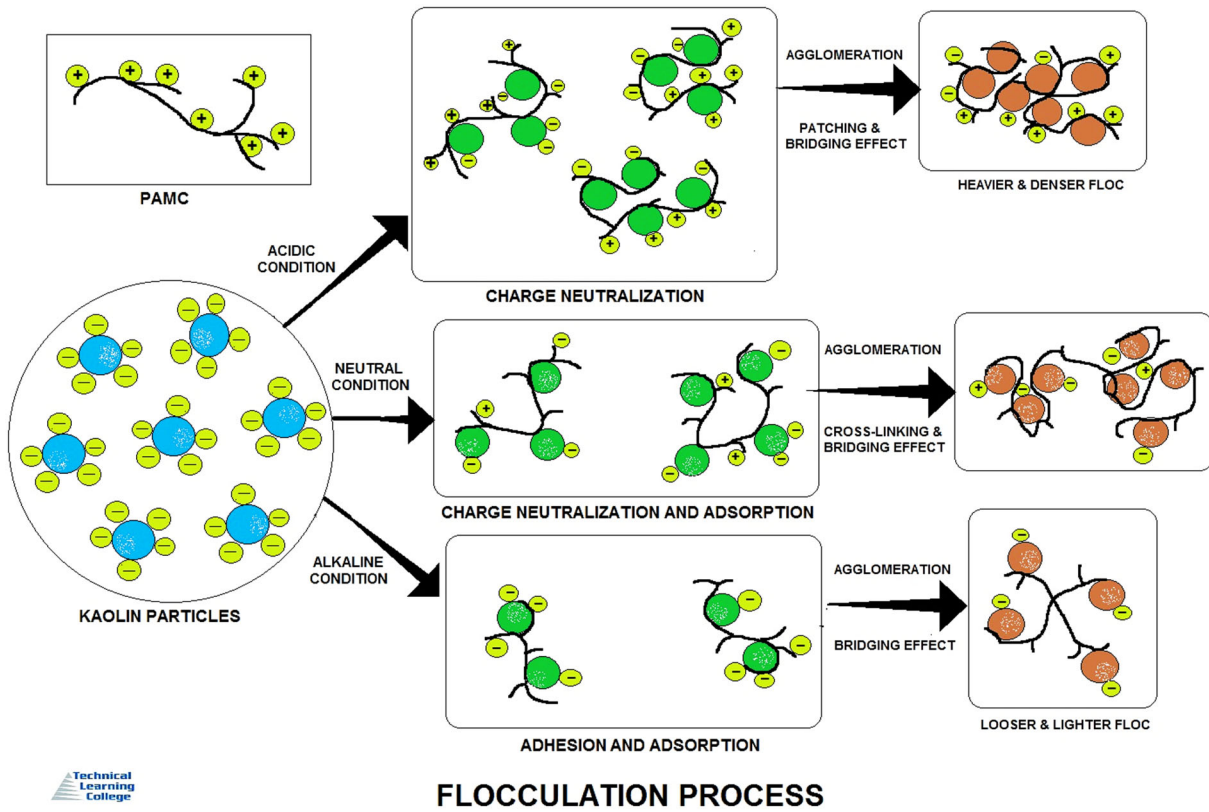 PAMC
ACIDIC
CONDITION
CHARGE NEUTRALIZATION
AGGLOMERATION
PATCHING &
BRIDGING EFFECT
HEAVIER & DENSER FLOC
KAOLIN PARTICLES
NEUTRAL
CONDITION
CHARGE NEUTRALIZATION AND ADSORPTION
AGGLOMERATION
CROSS-LINKING &
BRIDGING EFFECT
ALKALINE
CONDITION
ADHESION AND ADSORPTION
AGGLOMERATION
BRIDGING EFFECT
LOOSER & LIGHTER FLOC
Technical
Learning
College
FLOCCULATION PROCESS